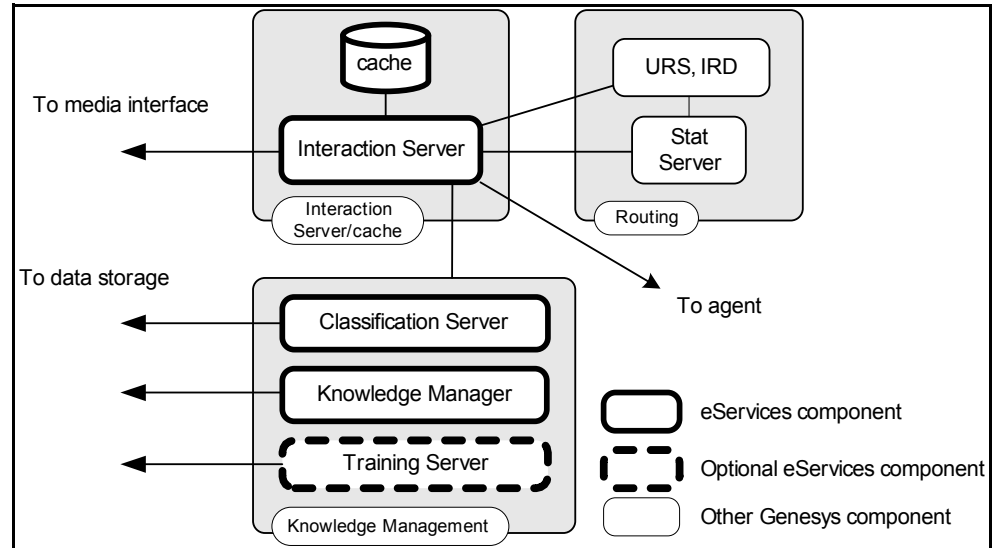 cache
URS, IRD
To media interface
Interaction Server
Stat
Server
Interaction
Server/cache
Routing
To data storage
To agent
Classification Server
Knowledge Manager
Training Server
Knowledge Management
eServices component
Optional eServices component
Other Genesys component